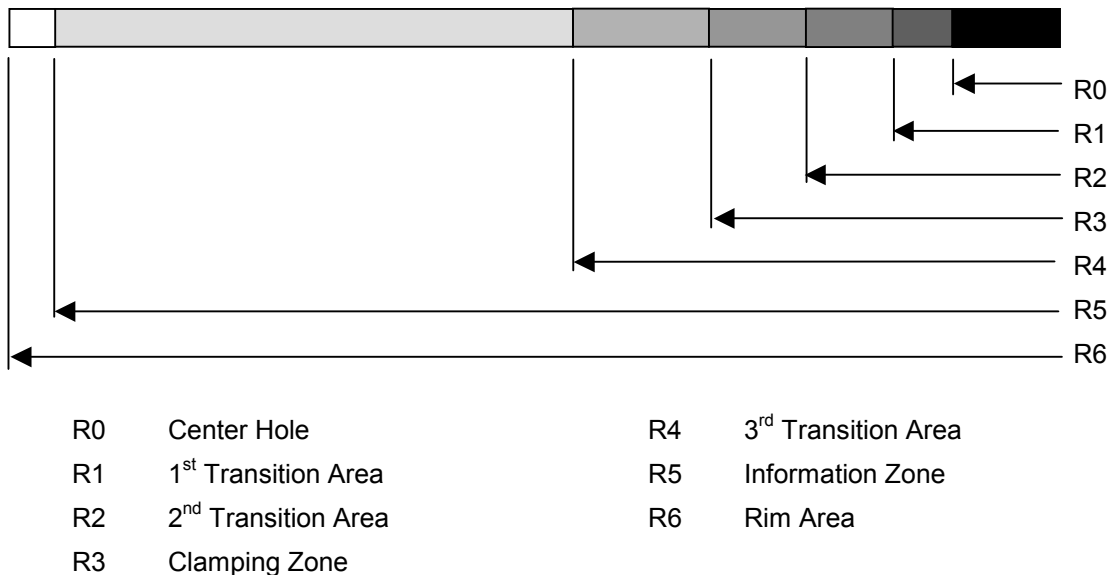 R0
R1
R2
R3
R4
R5
R6
R0 Center Hole R4 3rd Transition Area
R1 1st Transition Area R5 Information Zone
R2 2nd Transition Area R6 Rim Area
R3 Clamping Zone